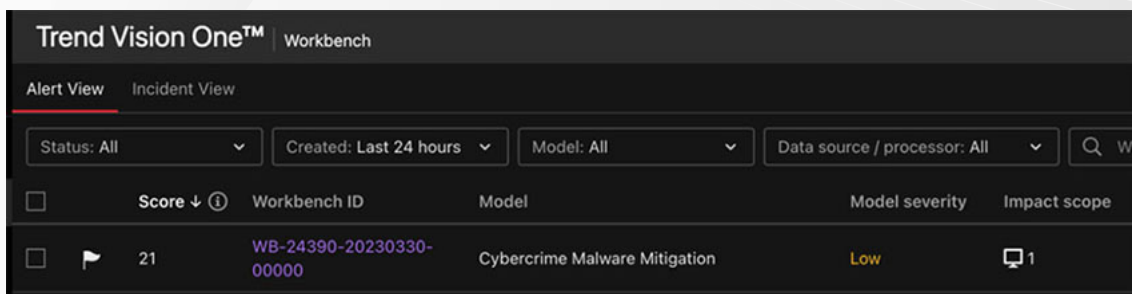 Trend Vision One™ | Workbench
Alert View Incident View
Status: All Created: Last 24 hours Model: All Data source / processor: All W
Score ↓ Workbench ID Model Model severity Impact scope
21 WB-24390-20230330-
00000 Cybercrime Malware Mitigation Low 1